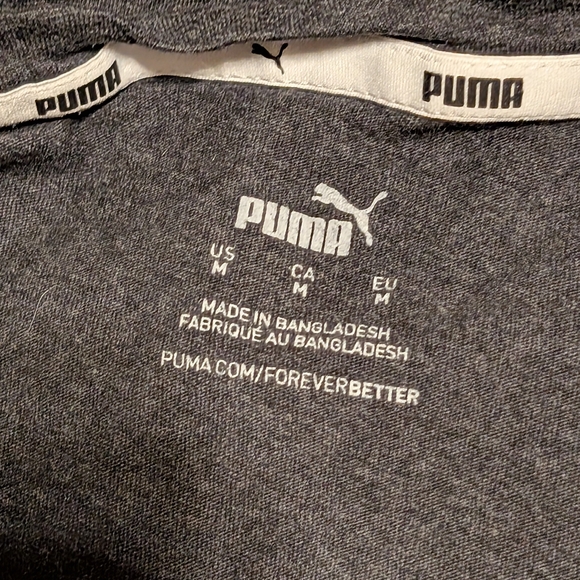 PUMA PUMA
PUMA
US CA EU
M M M
MADE IN BANGLADESH
FABRIQUÉ AU BANGLADESH
PUMA.COM/FOREVERBETTER